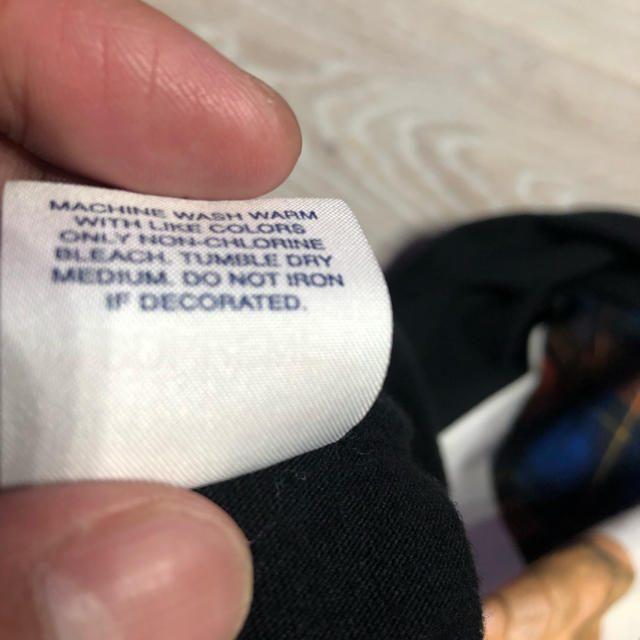 MACHINE WASH WARM
WITH LIKE COLORS
ONLY NON-CHLORINE
BLEACH. TUMBLE DRY
MEDIUM. DO NOT IRON
IF DECORATED.